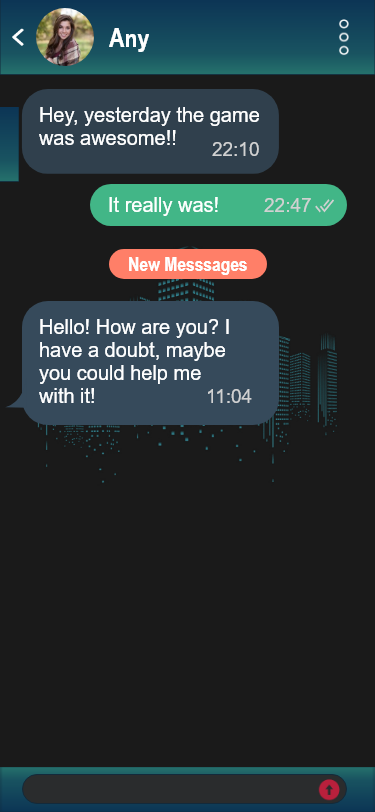 Any
Hey, yesterday the game
was awesome!!
22:10
It really was! 22:47
New Messsages
Hello! How are you? I
have a doubt, maybe
you could help me
with it! 11:04